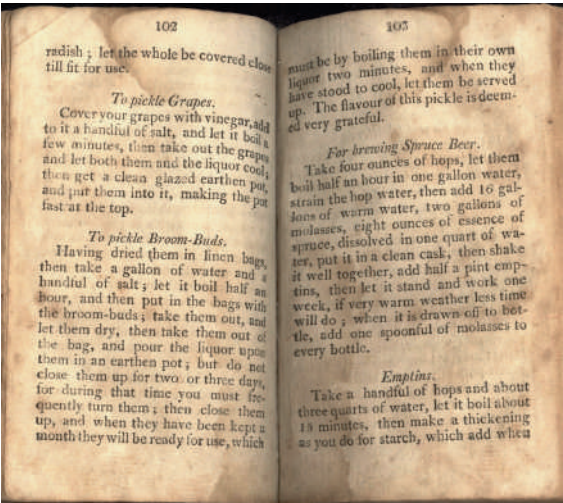 102
radish ; let the whole be covered close
till fit for use.
To pickle Grapes.
Cover your grapes with vinegar, add
to it a handful of salt, and let it boil a
few minutes, then take out the grapes
and let both them and the liquor cool;
then get a clean glazed earthen pot,
and put them into it, making the pot
fast at the top.
To pickle Broom-Buds.
Having dried them in linen bags,
then take a gallon of water and a
handful of salt; let it boil half an
hour, and then put in the bags with
the broom-buds; take them out, and
let them dry, then take them out of
the bag, and pour the liquor upon
them in an earthen pot; but do not
close them up for two or three days,
for during that time you must fre-
quently turn them; then close them
up, and when they have been kept a
month they will be ready for use, which
103
must be by boiling them in their own
liquor two minutes, and when they
have stood to cool, let them be served
up. The flavour of this pickle is deem-
ed very grateful.
For brewing Spruce Beer.
Take four ounces of hops, let them
boil half an hour in one gallon water,
strain the hop water, then add 16 gal-
lons of warm water, two gallons of
molasses, eight ounces of essence of
spruce, dissolved in one quart of wa-
ter, put it in a clean cask, then shake
it well together, add half a pint emp-
tins, then let it stand and work one
week, if very warm weather less time
will do; when it is drawn off to bot-
tle, add one spoonful of molasses to
every bottle.
Emptins.
Take a handful of hops and about
three quarts of water, let it boil about
15 minutes, then make a thickening
as you do for starch, which add when